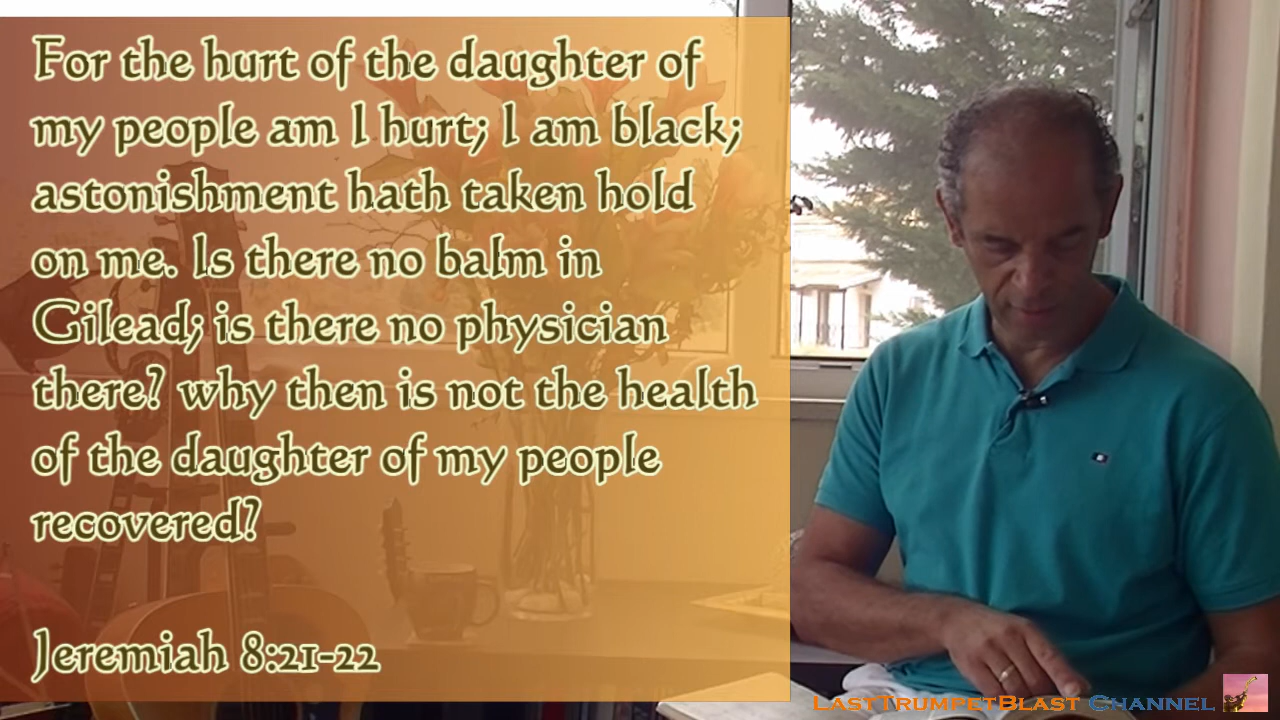 For the hurt of the daughter of
my people am I hurt; I am black;
astonishment hath taken hold
on me. Is there no balm in
Gilead; is there no physician
there? why then is not the health
of the daughter of my people
recovered?
Jeremiah 8:21-22
LastTrumpetBlast Channel